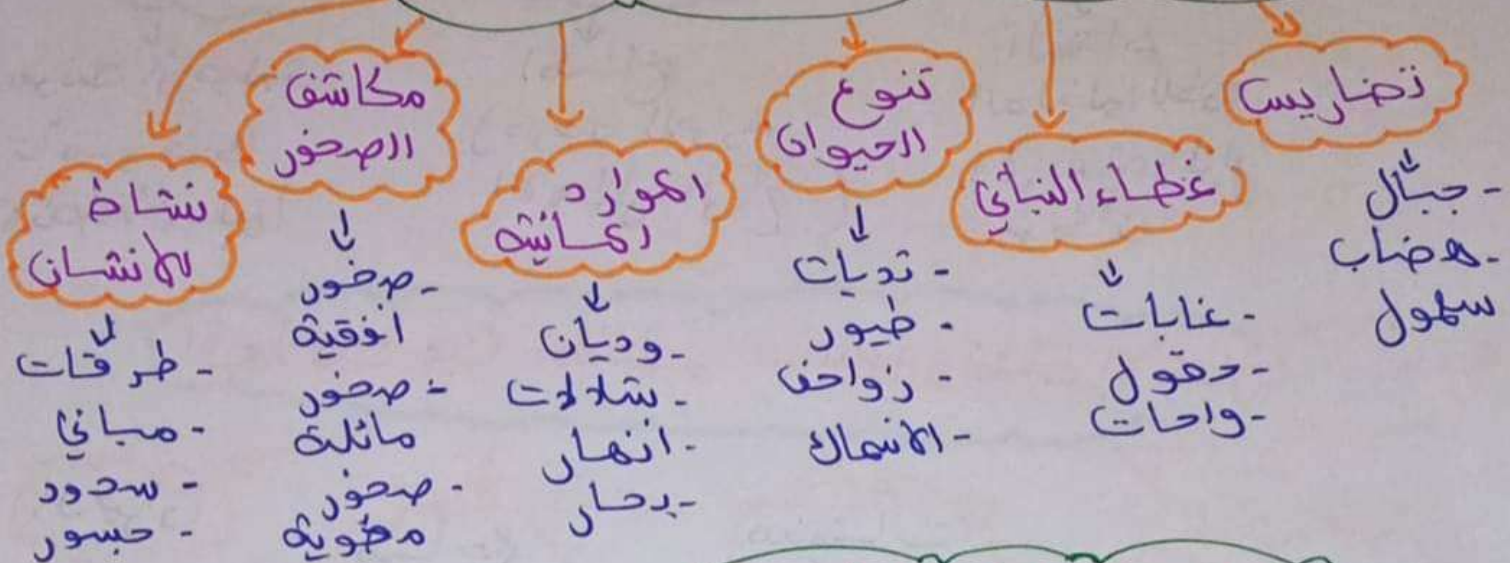 تضاريس
- جبال
- هضاب
سهول
غطاء النباتي
- غابات
- حقول
- واحات
تنوع
الحيوان
- ثديات
- طيور
- زواحف
- الأسماك
الموارد
المائية
- وديان
- شلالات
- انهار
- بحار
مكاشف
الصخور
- صخور
افقية
- صخور
مائلة
- صخور
مطوية
نشاط
الانسان
- طرقات
- مباني
- سدود
- جسور